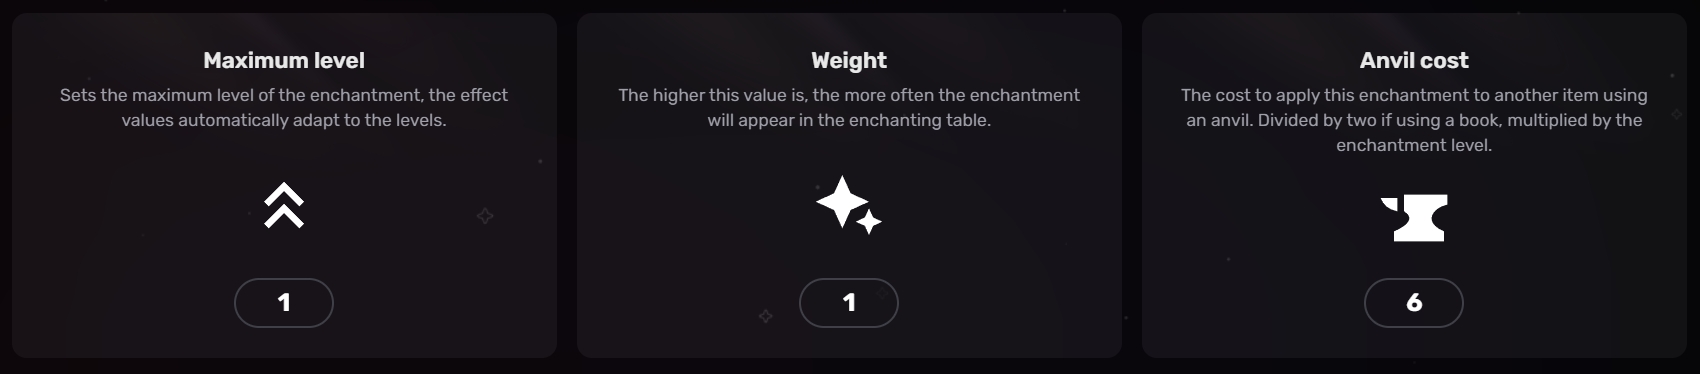 Maximum level
Sets the maximum level of the enchantment, the effect
values automatically adapt to the levels.
1
Weight
The higher this value is, the more often the enchantment
will appear in the enchanting table.
1
Anvil cost
The cost to apply this enchantment to another item using
an anvil. Divided by two if using a book, multiplied by the
enchantment level.
6